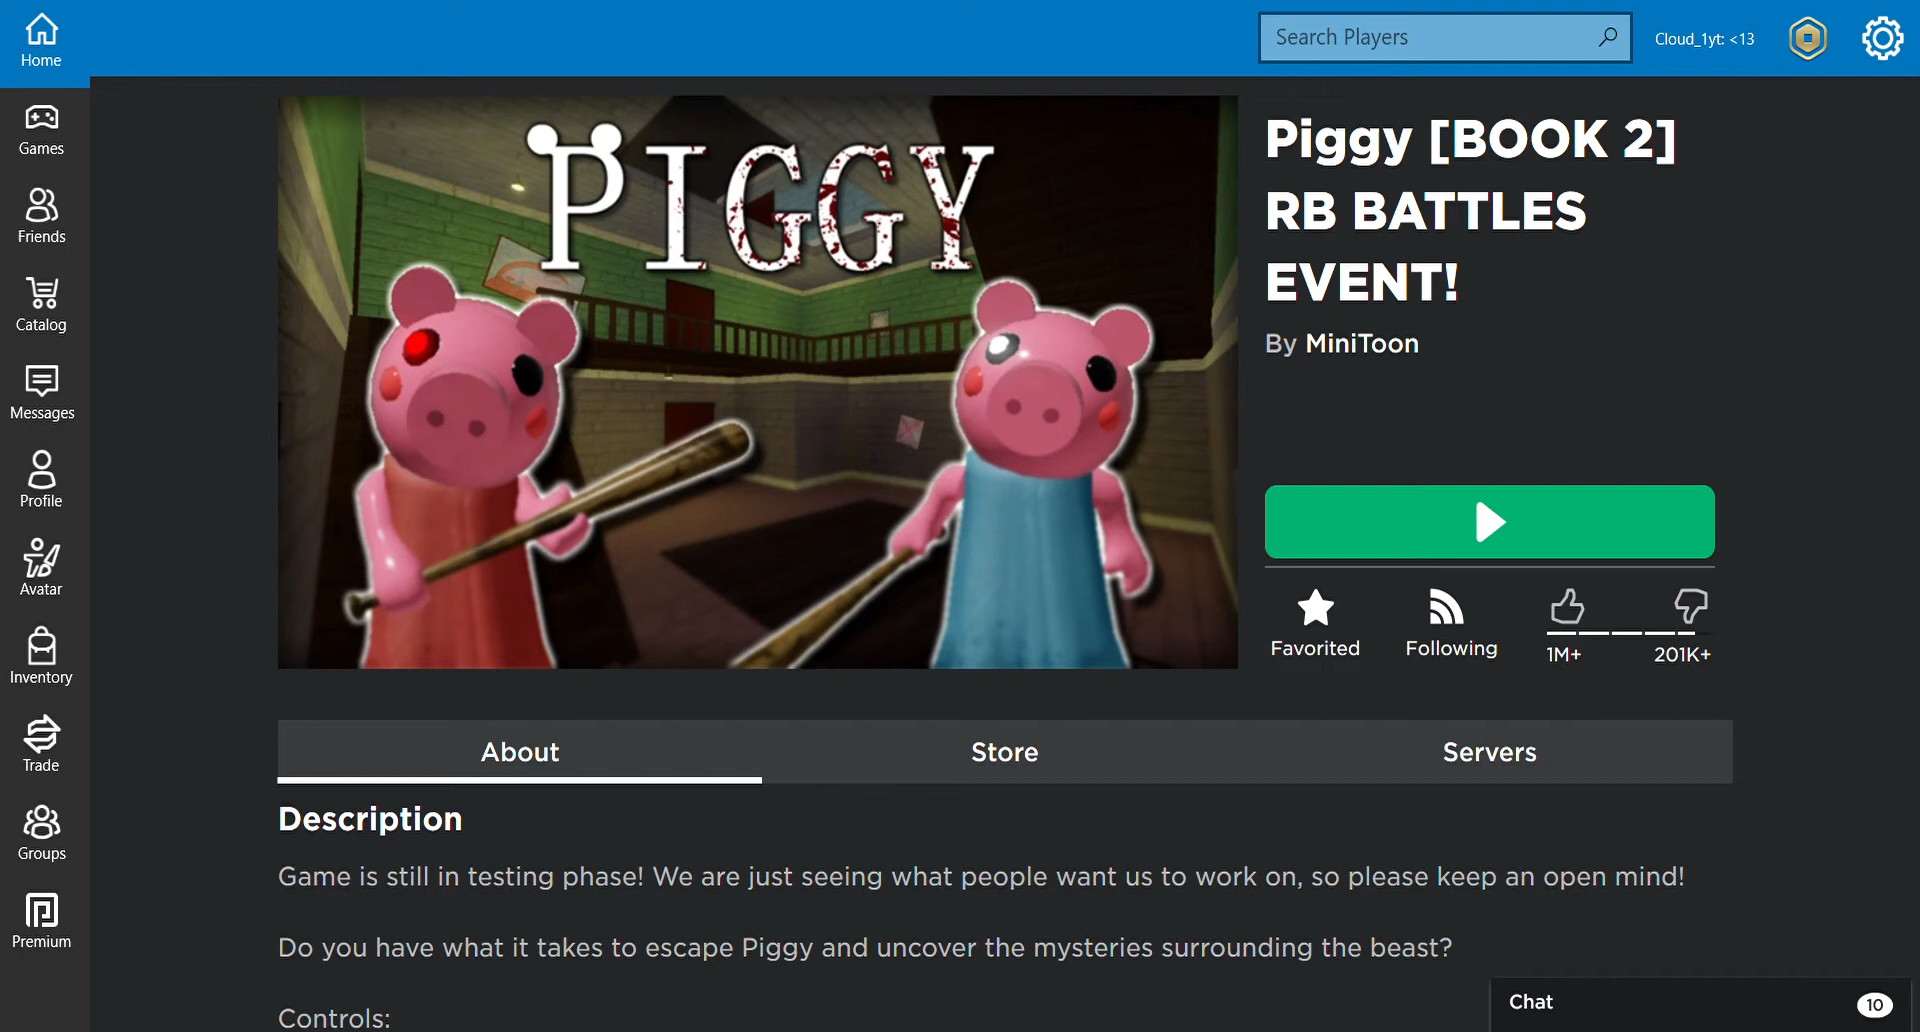 Home
Search Players
Cloud_1yt: <13
Games
Friends
Catalog
Messages
Profile
Avatar
Inventory
Trade
Groups
Premium
PIGGY
Piggy [BOOK 2]
RB BATTLES
EVENT!
By MiniToon
Favorited
Following
1M+
201K+
About
Store
Servers
Description
Game is still in testing phase! We are just seeing what people want us to work on, so please keep an open mind!
Do you have what it takes to escape Piggy and uncover the mysteries surrounding the beast?
Controls:
Chat
10